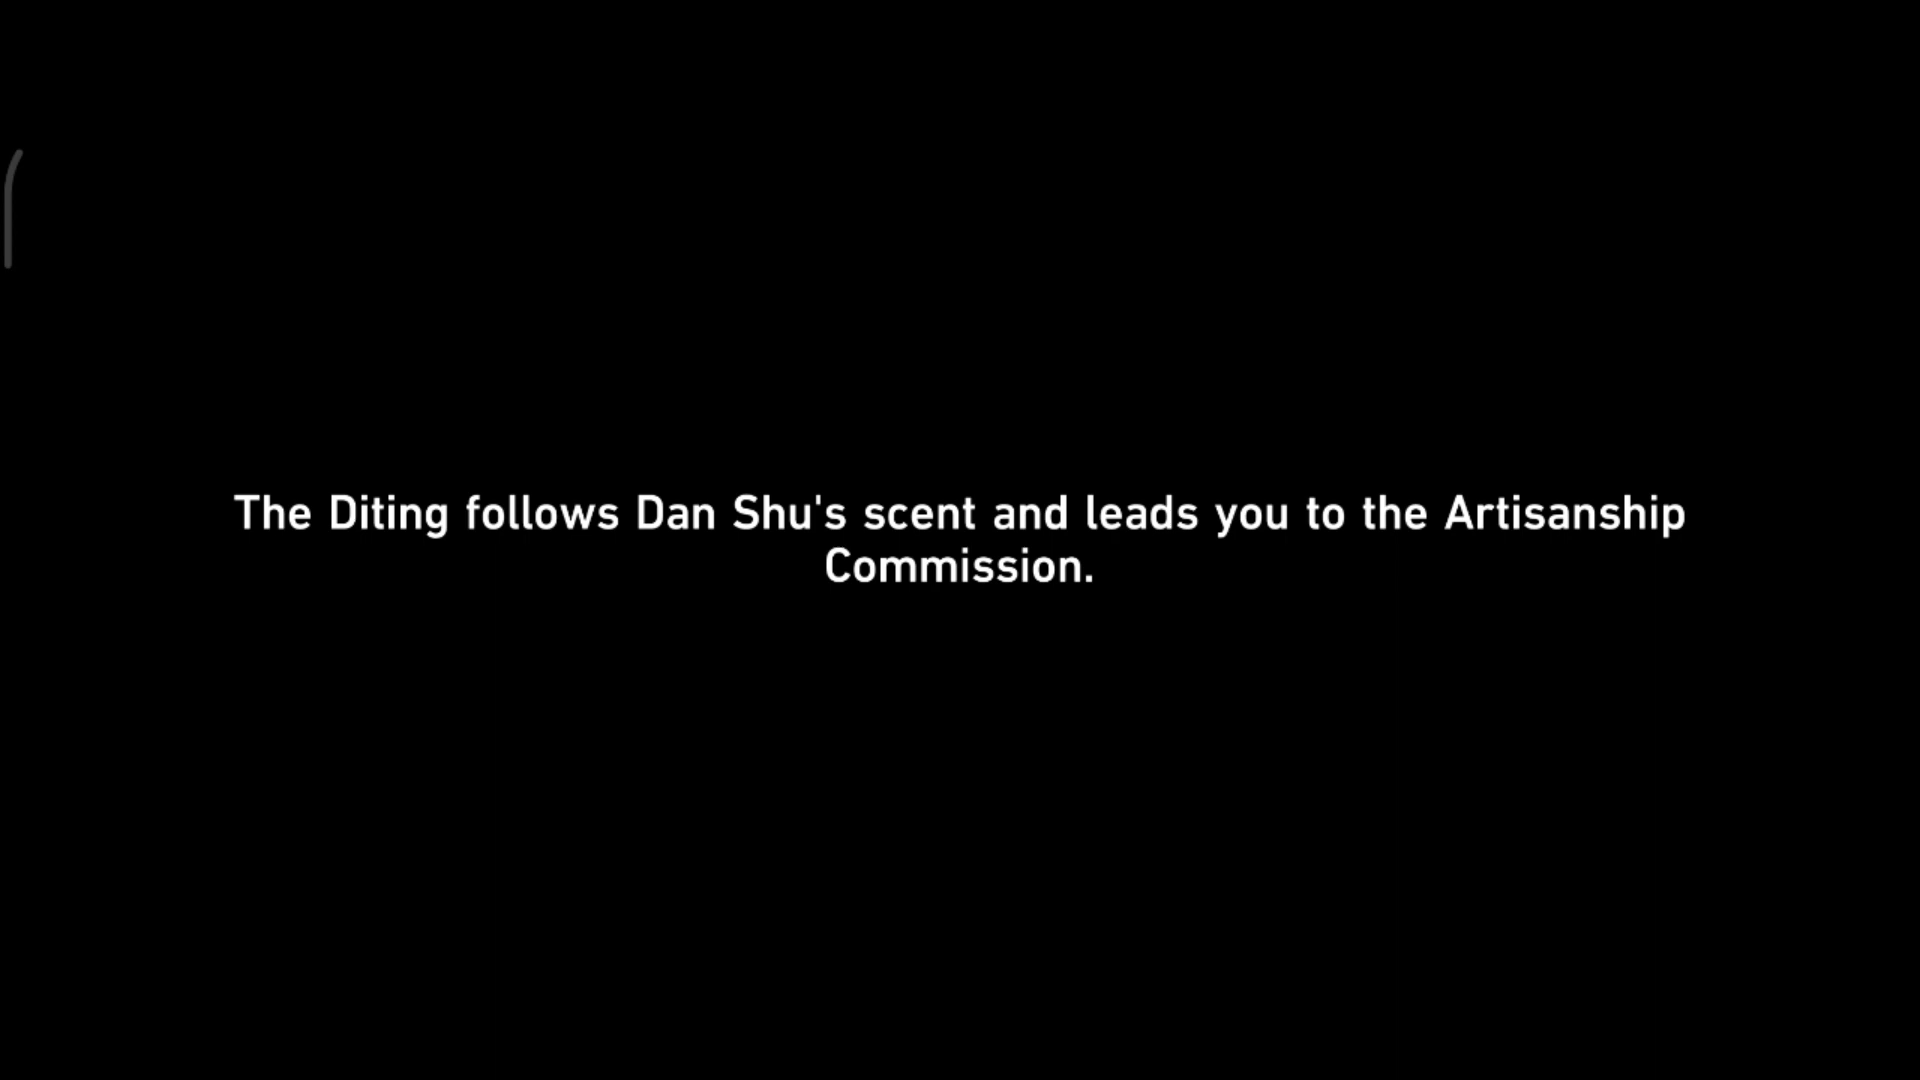 The Diting follows Dan Shu's scent and leads you to the Artisanship
Commission.